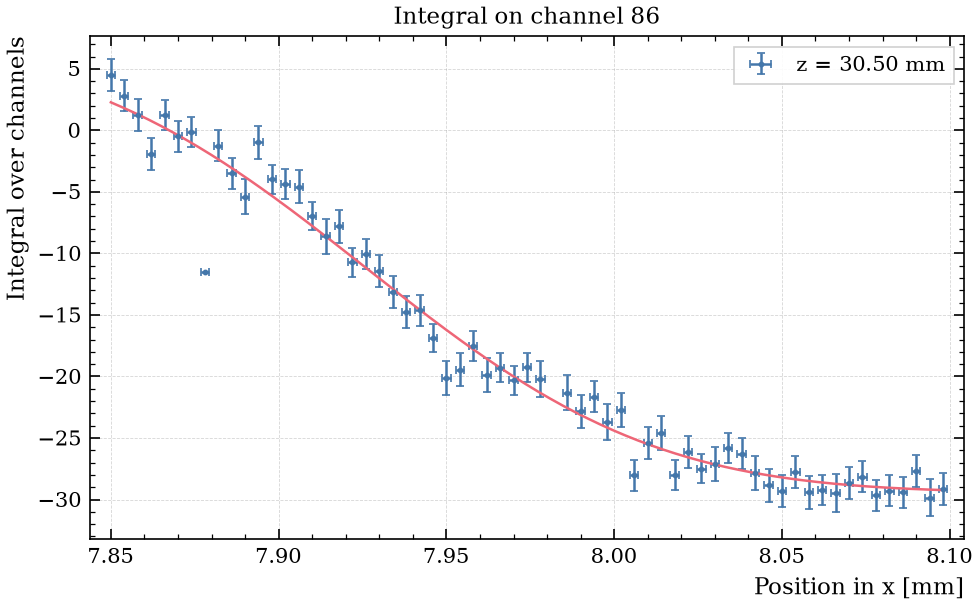 Integral on channel 86
Integral over channels
z = 30.50 mm
5
0
−5
−10
−15
−20
−25
−30
7.85 7.90 7.95 8.00 8.05 8.10
Position in x [mm]